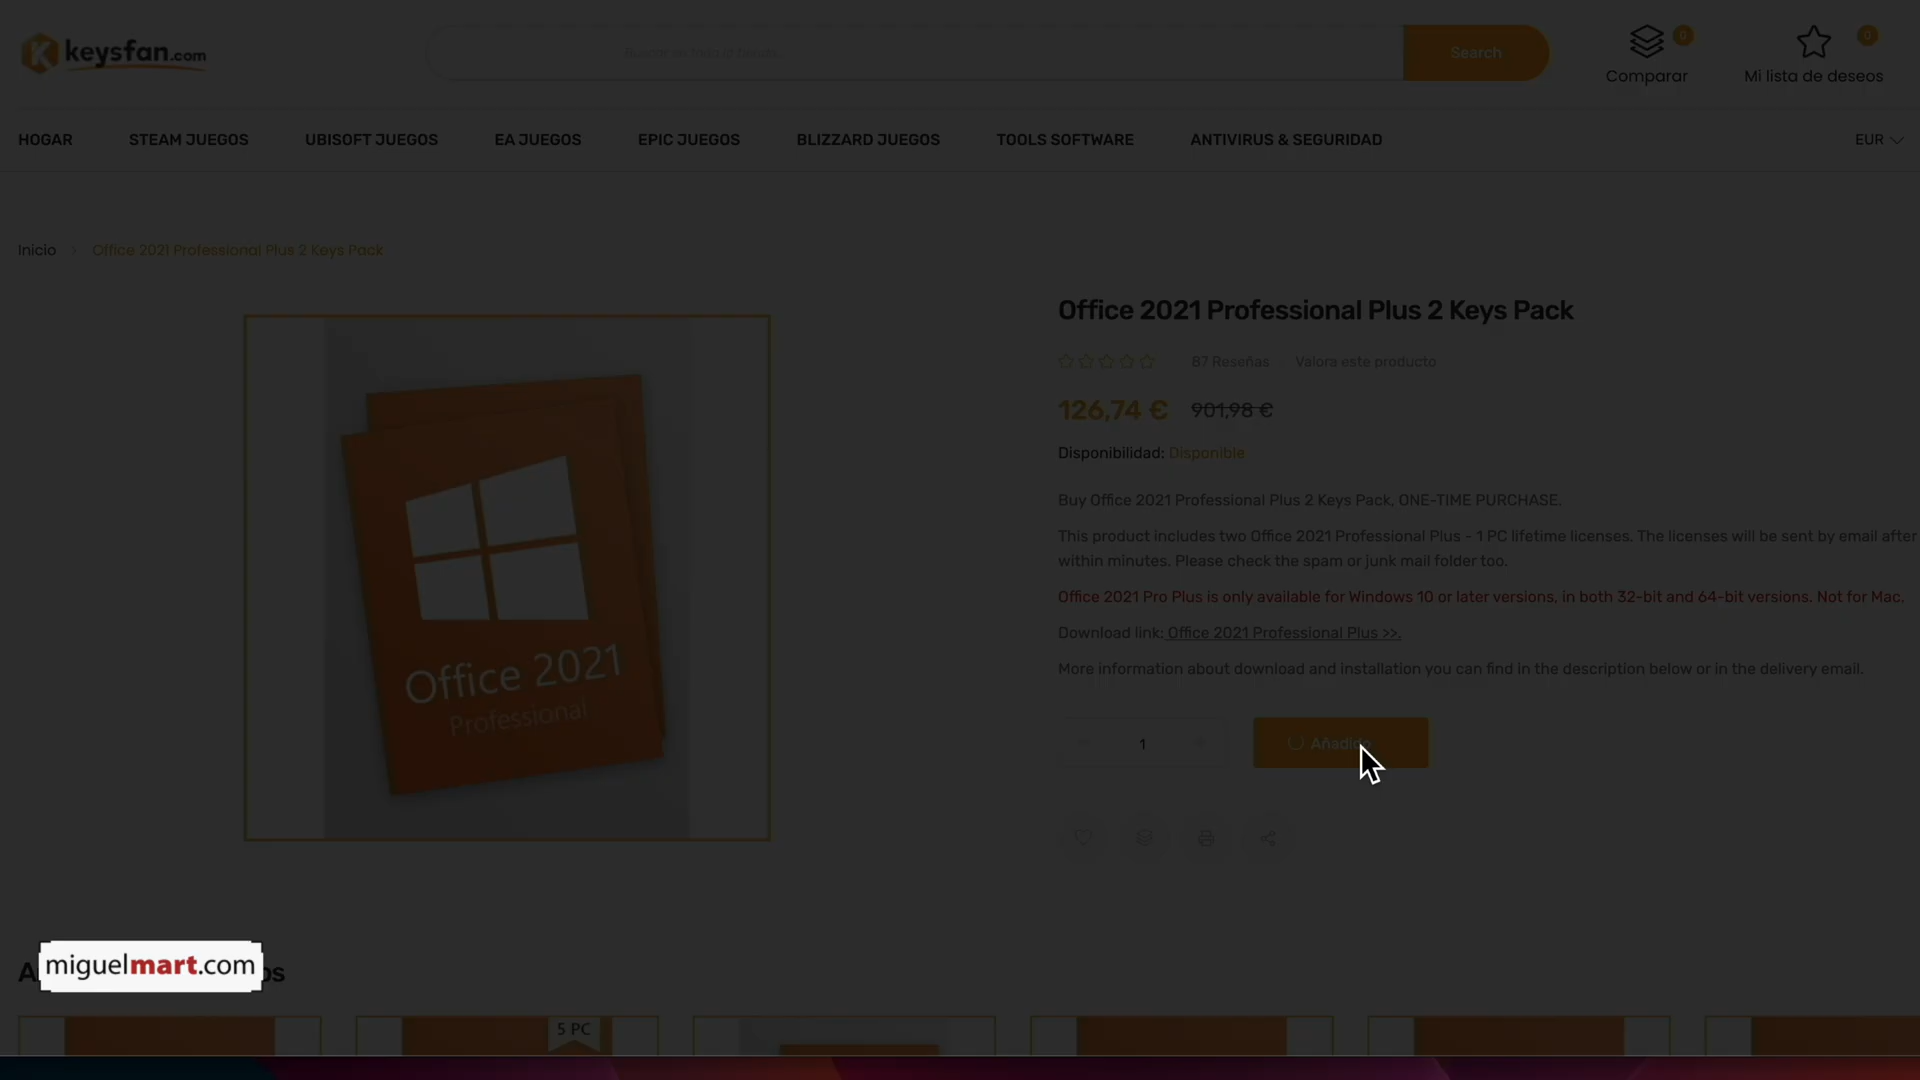 keysfan.com
Buscar en toda la tienda...
Search
0
Comparar
0
Mi lista de deseos
HOGAR
STEAM JUEGOS
UBISOFT JUEGOS
EA JUEGOS
EPIC JUEGOS
BLIZZARD JUEGOS
TOOLS SOFTWARE
ANTIVIRUS & SEGURIDAD
EUR
Inicio > Office 2021 Professional Plus 2 Keys Pack
Office 2021
Professional
Office 2021 Professional Plus 2 Keys Pack
87 Reseñas
Valora este producto
126,74 € 901,98 €
Disponibilidad: Disponible
Buy Office 2021 Professional Plus 2 Keys Pack, ONE-TIME PURCHASE.
This product includes two Office 2021 Professional Plus - 1 PC lifetime licenses. The licenses will be sent by email after
within minutes. Please check the spam or junk mail folder too.
Office 2021 Pro Plus is only available for Windows 10 or later versions, in both 32-bit and 64-bit versions. Not for Mac.
Download link: Office 2021 Professional Plus >>.
More information about download and installation you can find in the description below or in the delivery email.
1
miguelmart.com
5 PC